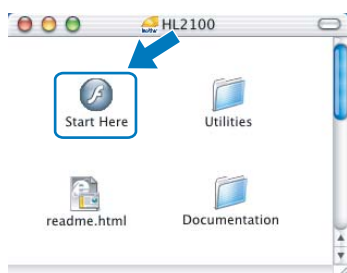 HL2100
Start Here
Utilities
readme.html
Documentation